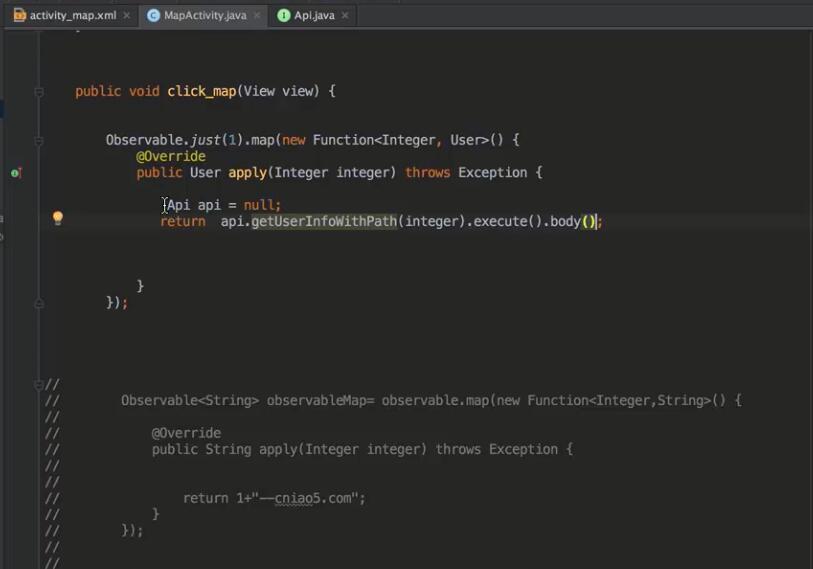 activity_map.xml MapActivity.java Api.java
public void click_map(View view) {
Observable.just(1).map(new Function<Integer, User>() {
@Override
public User apply(Integer integer) throws Exception {
Api api = null;
return api.getUserInfoWithPath(integer).execute().body();
}
});
//
// Observable<String> observableMap= observable.map(new Function<Integer,String>() {
//
// @Override
// public String apply(Integer integer) throws Exception {
//
//
// return 1+"--cniao5.com";
// }
// });
//
//